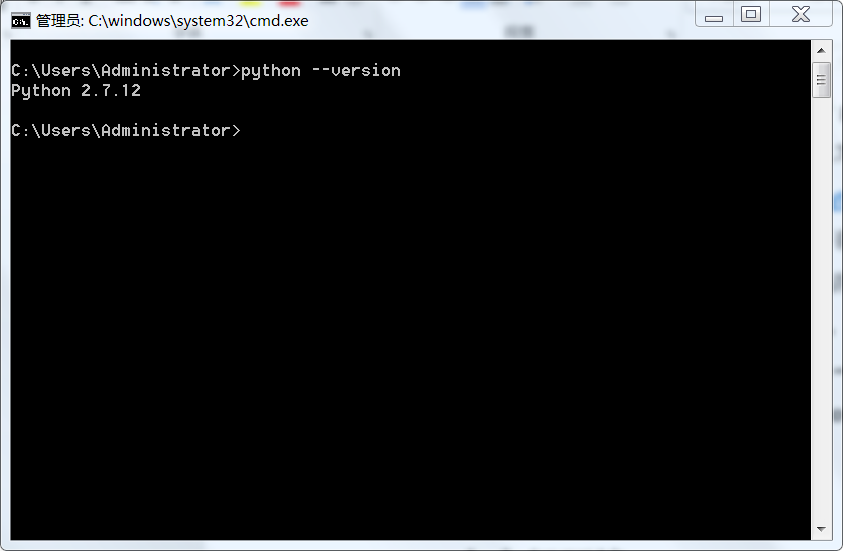 管理员: C:\windows\system32\cmd.exe
C:\Users\Administrator>python --version
Python 2.7.12
C:\Users\Administrator>